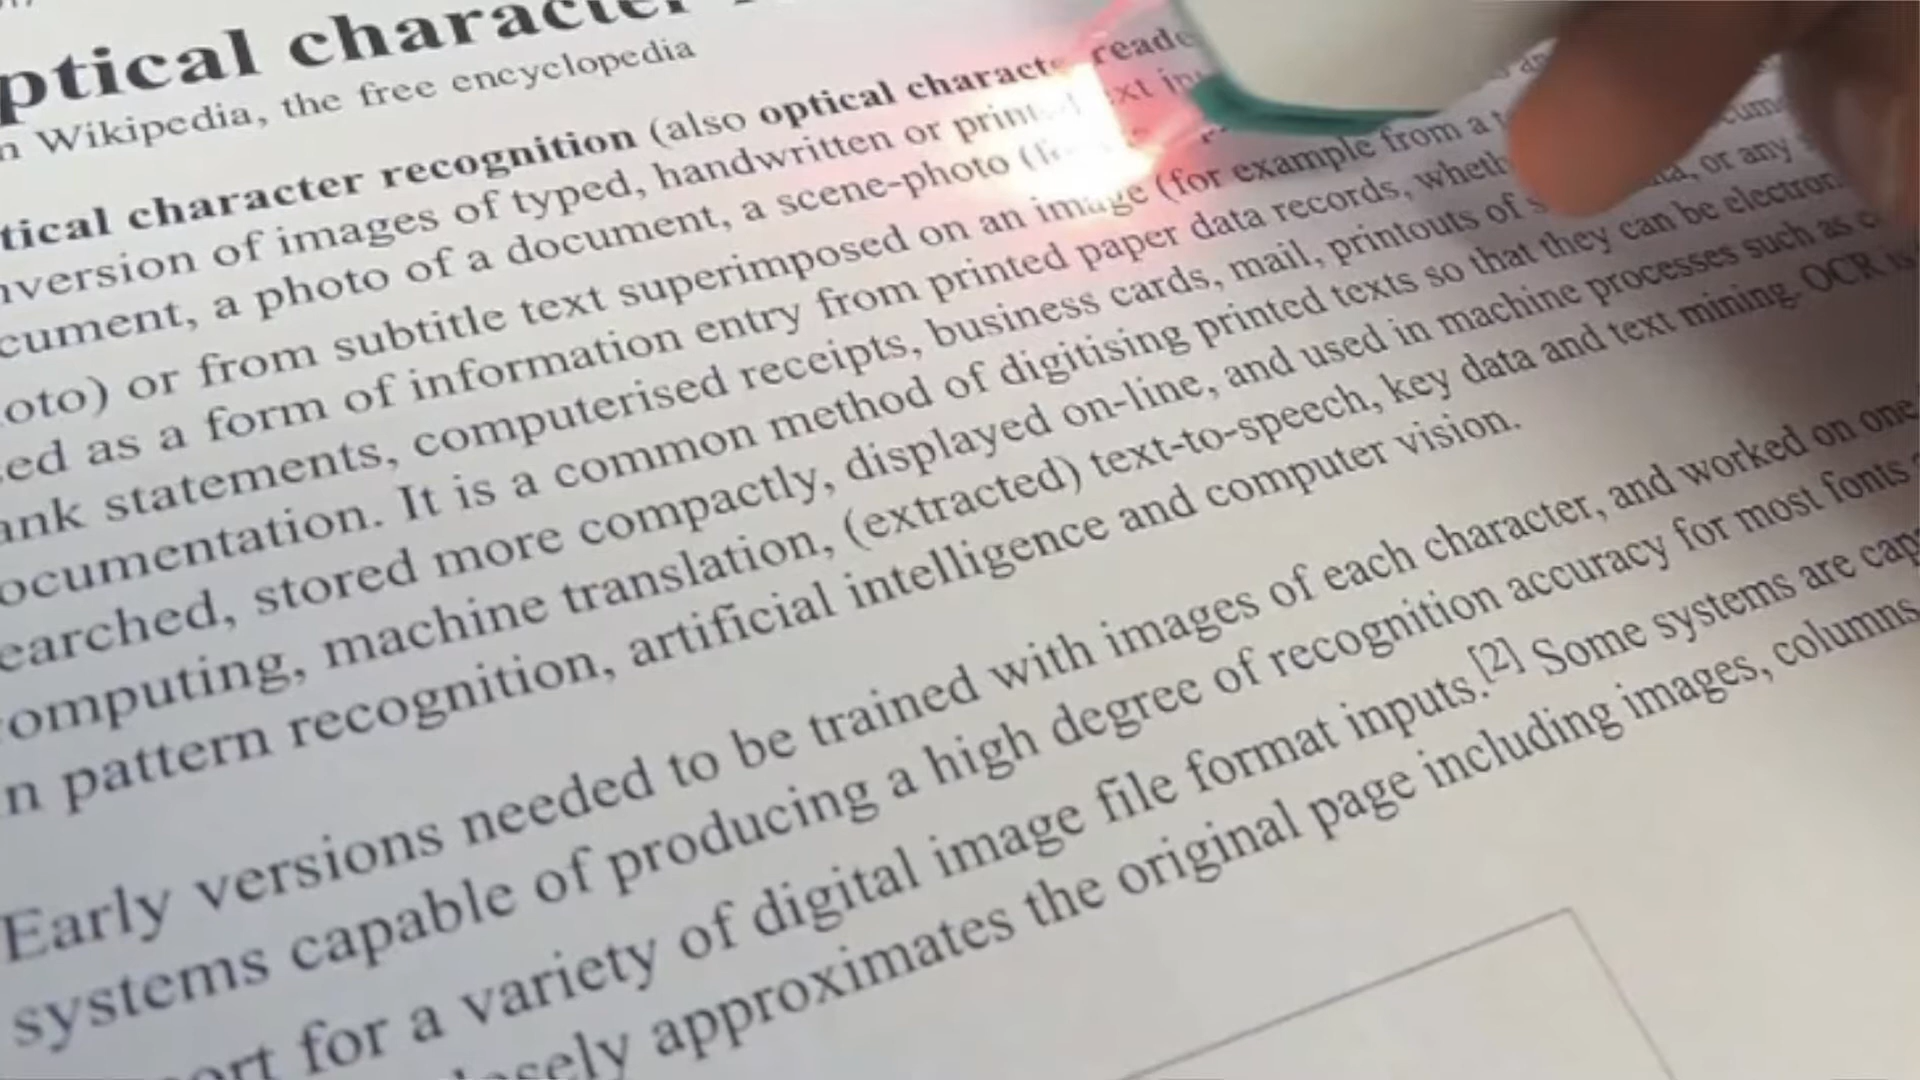 ptical character
n Wikipedia, the free encyclopedia
tical character recognition (also optical character reade
nversion of images of typed, handwritten or printed text in
cument, a photo of a document, a scene-photo (f
oto) or from subtitle text superimposed on an image (for example from a t
ed as a form of information entry from printed paper data records, wheth
ank statements, computerised receipts, business cards, mail, printouts of s or any
ocumentation. It is a common method of digitising printed texts so that they can be electron
earched, stored more compactly, displayed on-line, and used in machine processes such as c
omputing, machine translation, (extracted) text-to-speech, key data and text mining. OCR is
n pattern recognition, artificial intelligence and computer vision.
Early versions needed to be trained with images of each character, and worked on one
systems capable of producing a high degree of recognition accuracy for most fonts
ort for a variety of digital image file format inputs.[2] Some systems are cap
sely approximates the original page including images, columns